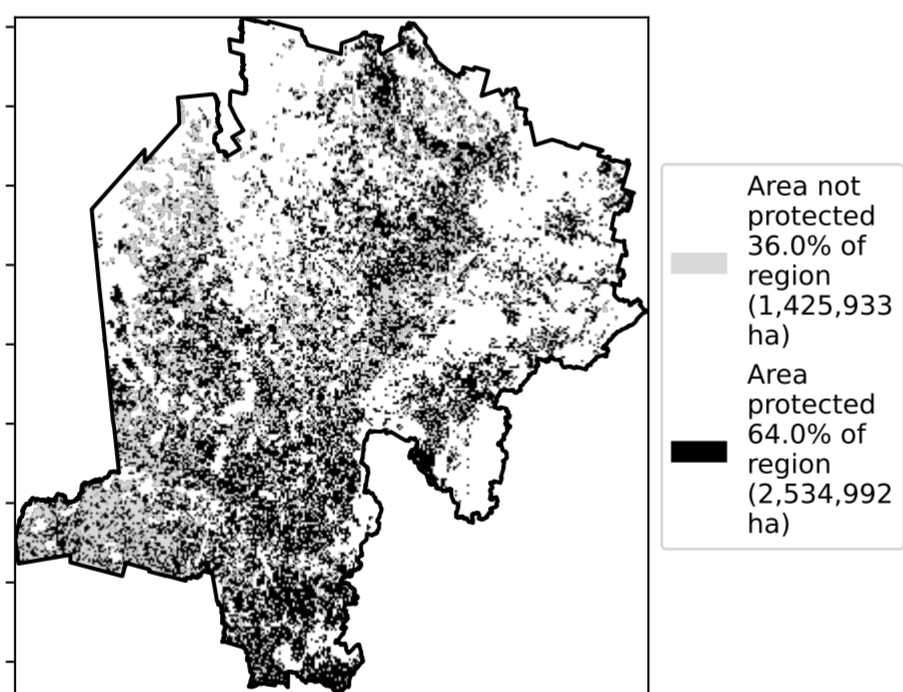 Area not
protected
36.0% of
region
(1,425,933
ha)
Area
protected
64.0% of
region
(2,534,992
ha)